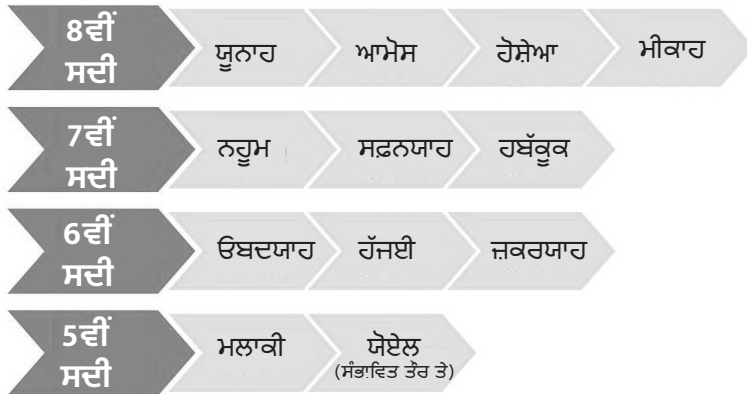 8ਵੀਂ
ਸਦੀ
ਯੂਨਾਹ
ਆਮੋਸ
ਹੋਸ਼ੇਆ
ਮੀਕਾਹ
7ਵੀਂ
ਸਦੀ
ਨਹੂਮ
ਸਫ਼ਨਯਾਹ
ਹਬੱਕੂਕ
6ਵੀਂ
ਸਦੀ
ਓਬਦਯਾਹ
ਹੱਜਈ
ਜ਼ਕਰਯਾਹ
5ਵੀਂ
ਸਦੀ
ਮਲਾਕੀ
ਯੋਏਲ
(ਸੰਭਾਵਿਤ ਤੌਰ ਤੇ)